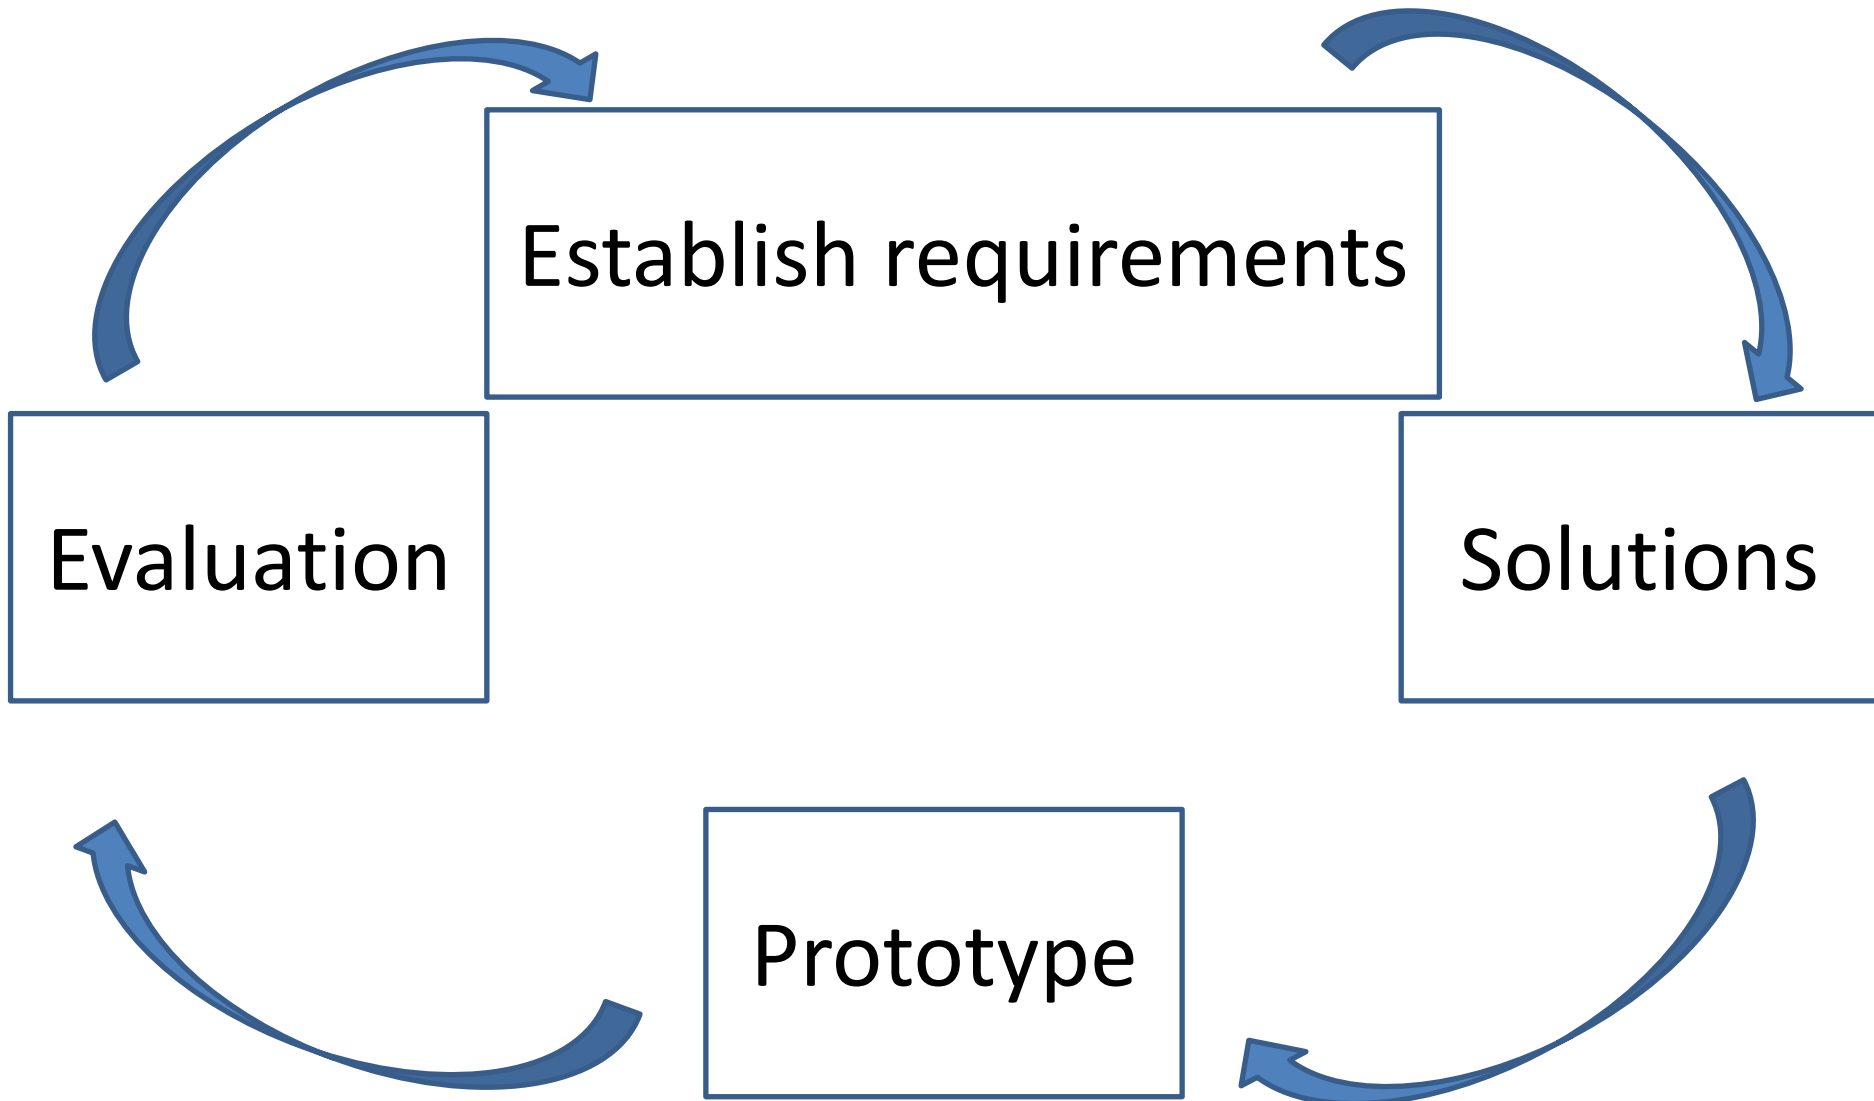 Establish requirements
Evaluation
Solutions
Prototype